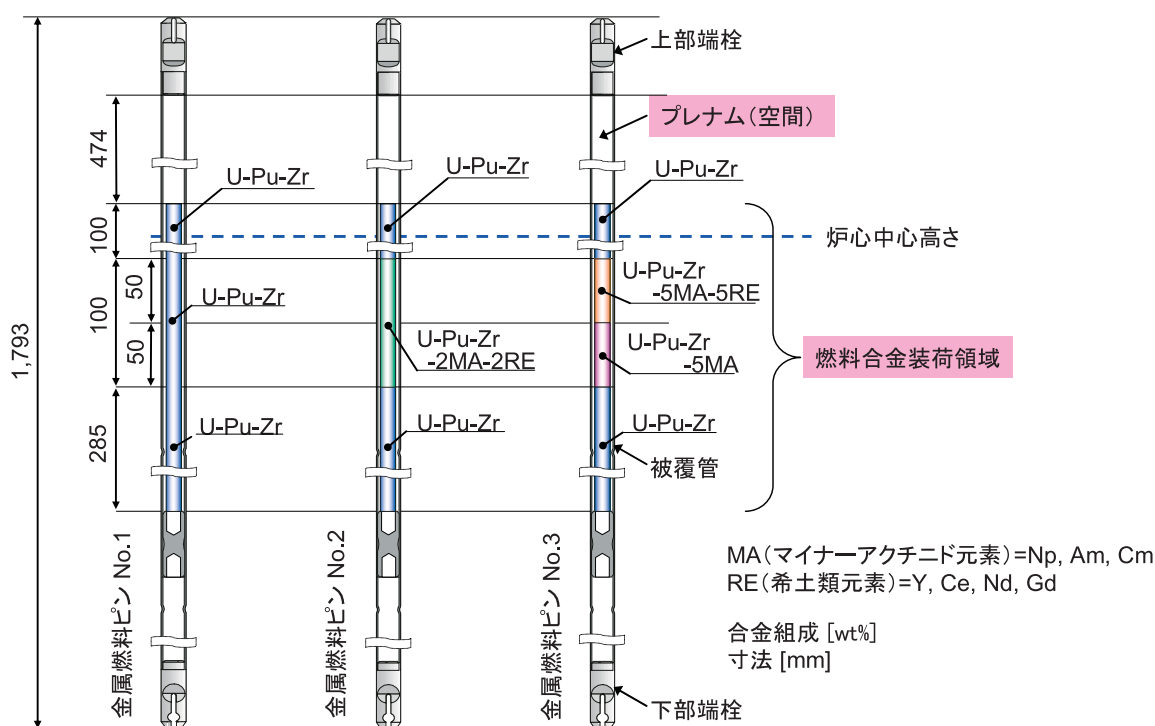 上部端栓
プレナム（空間）
1,793
474
100
100
50
50
285
U-Pu-Zr
U-Pu-Zr
U-Pu-Zr
炉心中心高さ
U-Pu-Zr
U-Pu-Zr
-2MA-2RE
U-Pu-Zr
-5MA-5RE
U-Pu-Zr
-5MA
燃料合金装荷領域
U-Pu-Zr
U-Pu-Zr
U-Pu-Zr
被覆管
金属燃料ピン No.1
金属燃料ピン No.2
金属燃料ピン No.3
MA（マイナーアクチニド元素）=Np, Am, Cm
RE（希土類元素）=Y, Ce, Nd, Gd
合金組成 [wt%]
寸法 [mm]
下部端栓